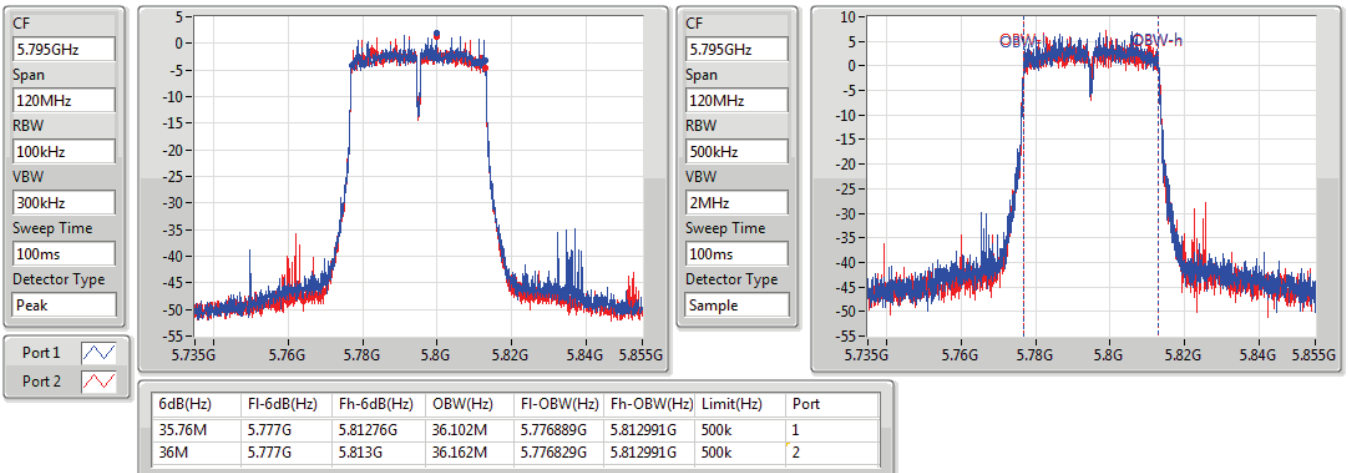 CF
5.795GHz
Span
120MHz
RBW
100kHz
VBW
300kHz
Sweep Time
100ms
Detector Type
Peak
Port 1
Port 2
5
0
-5
-10
-15
-20
-25
-30
-35
-40
-45
-50
-55
5.735G 5.76G 5.78G 5.8G 5.82G 5.84G 5.855G
CF
5.795GHz
Span
120MHz
RBW
500kHz
VBW
2MHz
Sweep Time
100ms
Detector Type
Sample
10
5
0
-5
-10
-15
-20
-25
-30
-35
-40
-45
-50
-55
OBW-h
5.735G 5.76G 5.78G 5.8G 5.82G 5.84G 5.855G
6dB(Hz) Fl-6dB(Hz) Fh-6dB(Hz) OBW(Hz) Fl-OBW(Hz) Fh-OBW(Hz) Limit(Hz) Port
35.76M 5.777G 5.81276G 36.102M 5.776889G 5.812991G 500k 1
36M 5.777G 5.813G 36.162M 5.776829G 5.812991G 500k 2